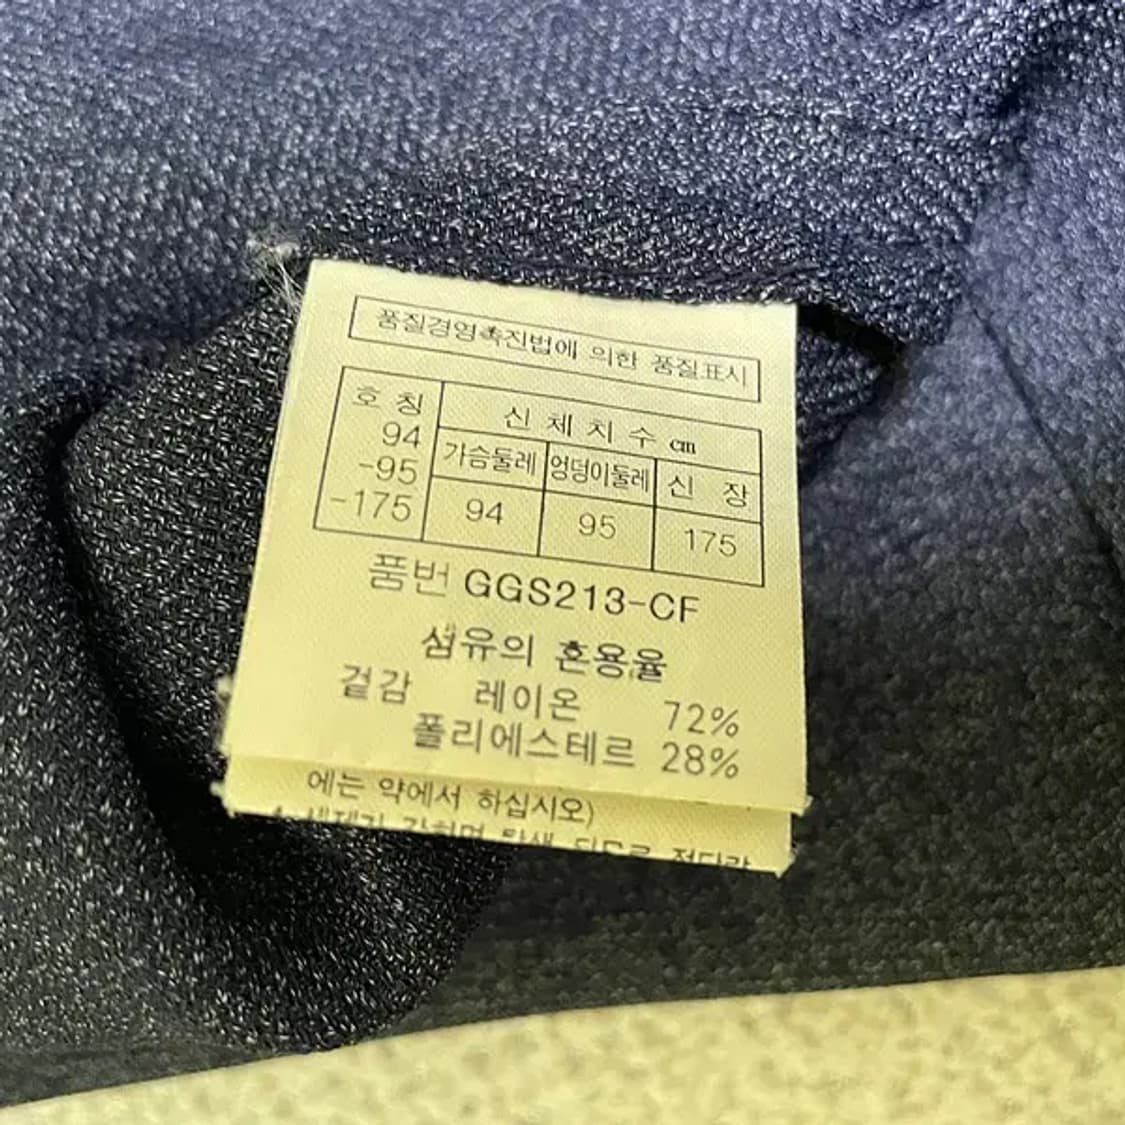 품질경영촉진법에 의한 품질표시
호 칭
94
-95
-175
신 체 치 수 cm
가슴둘레 엉덩이둘레 신 장
94 95 175
품번 GGS213-CF
섬유의 혼용율
겉감 레이온 72%
폴리에스테르 28%
에는 약에서 하십시오)